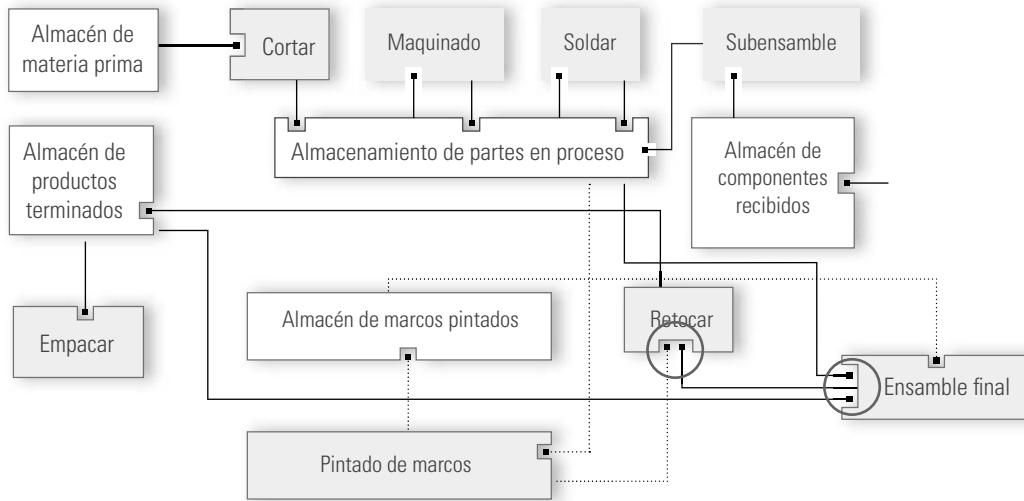 Almacén de
materia prima
Cortar
Maquinado
Soldar
Subensamble
Almacén de
productos
terminados
Almacenamiento de partes en proceso
Almacén de
componentes
recibidos
Almacén de marcos pintados
Retocar
Empacar
Ensamble final
Pintado de marcos